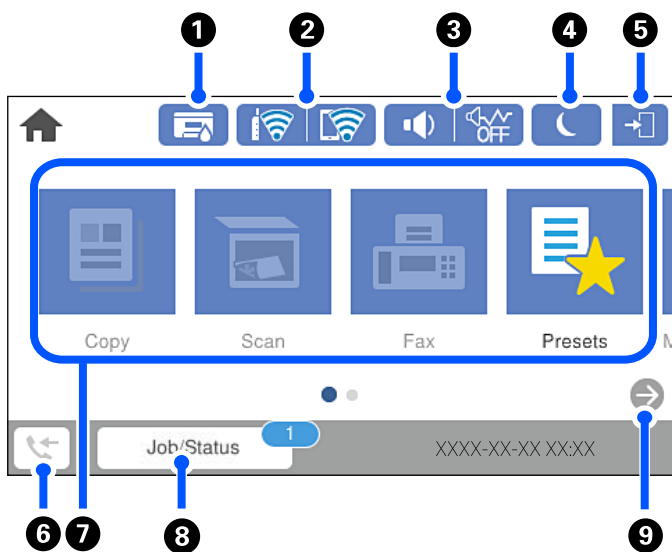 1 2 3 4 5
OFF
Copy Scan Fax Presets M
1
Job/Status XXXX-XX-XX XX:XX
6 7 8 9